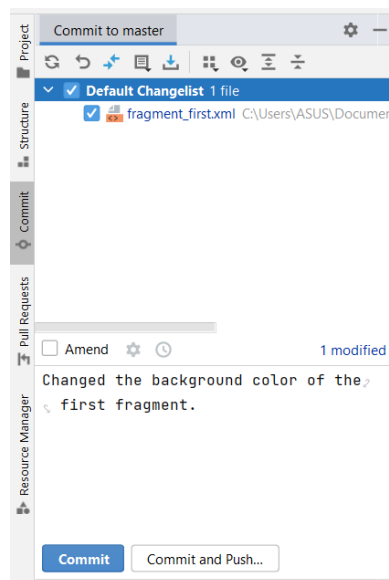 Commit to master
Project
Structure
Commit
Pull Requests
Resource Manager
Default Changelist 1 file
fragment_first.xml C:\Users\ASUS\Documen
Amend
1 modified
Changed the background color of the
first fragment.
Commit
Commit and Push...